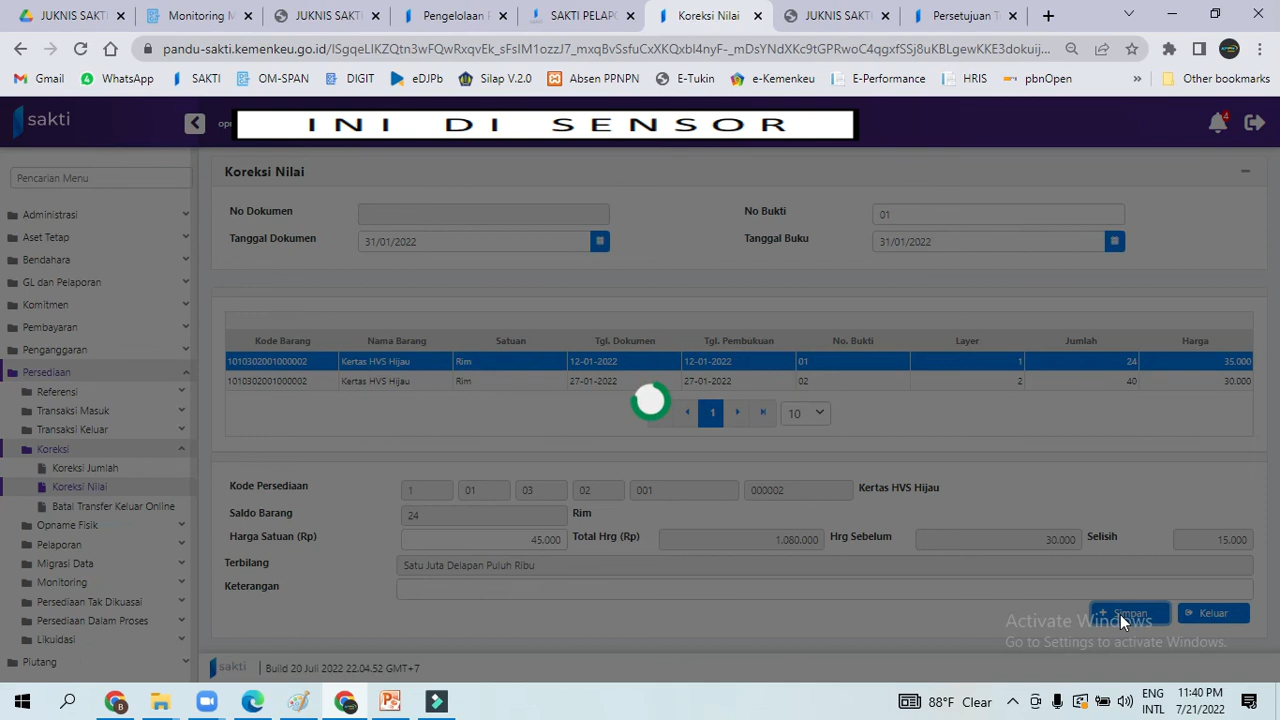 JUKNIS SAKTI
Monitoring M
JUKNIS SAKTI
Pengelolaan P
SAKTI PELAPO
Koreksi Nilai
JUKNIS SAKTI
Persetujuan T
pandu-sakti.kemenkeu.go.id/
Gmail
WhatsApp
SAKTI
OM-SPAN
DIGIT
eDJPb
Silap V.2.0
Absen PPNPN
E-Tukin
e-Kemenkeu
E-Performance
HRIS
pbnOpen
»
Other bookmarks
sakti
INI DI SENSOR
4
Pencarian Menu
Administrasi
Aset Tetap
Bendahara
GL dan Pelaporan
Komitmen
Pembayaran
Penganggaran
Persediaan
Referensi
Transaksi Masuk
Transaksi Keluar
Koreksi
Koreksi Jumlah
Koreksi Nilai
Batal Transfer Keluar Online
Opname Fisik
Pelaporan
Migrasi Data
Monitoring
Persediaan Tak Dikuasai
Persediaan Dalam Proses
Likuidasi
Piutang
Koreksi Nilai
No Dokumen
No Bukti 01
Tanggal Dokumen 31/01/2022
Tanggal Buku 31/01/2022
Kode Barang Nama Barang Satuan Tgl. Dokumen Tgl. Pembukuan No. Bukti Layer Jumlah Harga
1010302001000002 Kertas HVS Hijau Rim 12-01-2022 12-01-2022 01 1 24 35.000
1010302001000002 Kertas HVS Hijau Rim 27-01-2022 27-01-2022 02 2 40 30.000
1 10
Kode Persediaan 1 01 03 02 001 000002 Kertas HVS Hijau
Saldo Barang 24 Rim
Harga Satuan (Rp) 45.000 Total Hrg (Rp) 1.080.000 Hrg Sebelum 30.000 Selisih 15.000
Terbilang Satu Juta Delapan Puluh Ribu
Keterangan
Simpan Keluar
Activate Windows
Go to Settings to activate Windows.
sakti Build 20 Juli 2022 22.04.52 GMT+7
88°F Clear
ENG
INTL
11:40 PM
7/21/2022